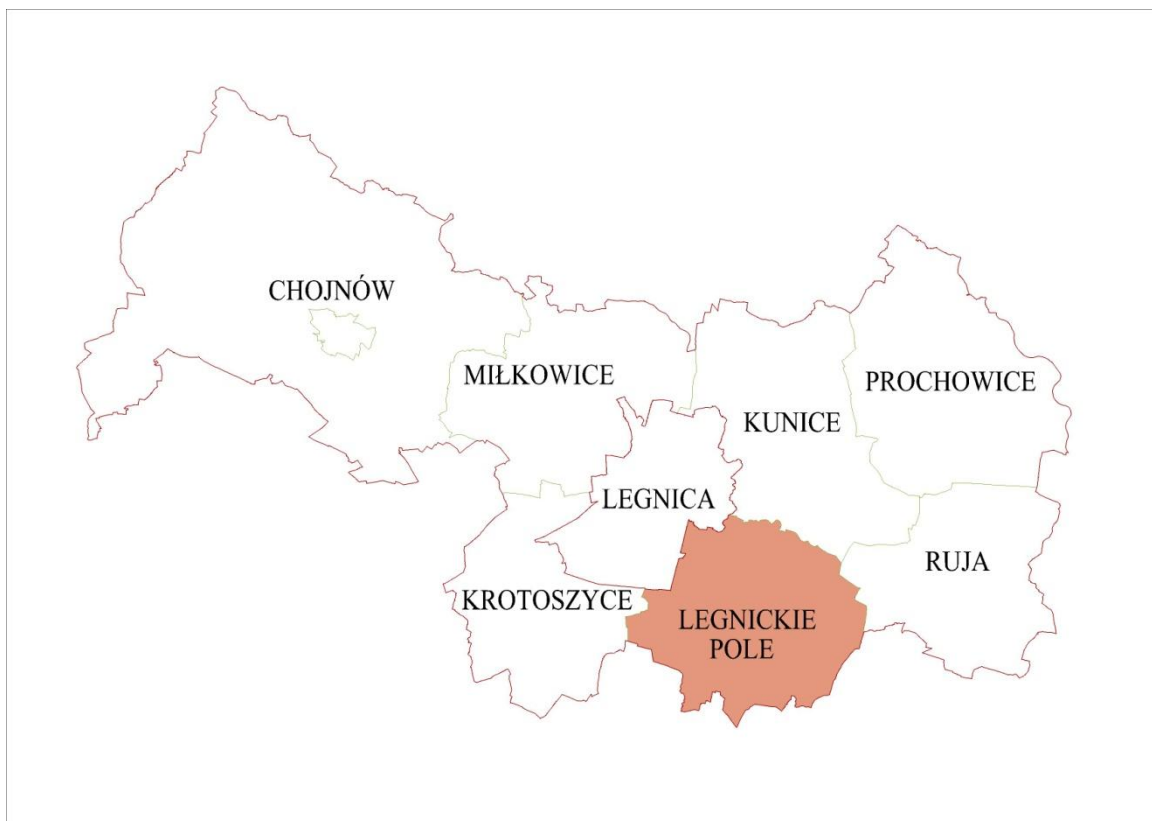 CHOJNÓW
MIŁKOWICE
PROCHOWICE
KUNICE
LEGNICA
RUJA
KROTOSZYCE
LEGNICKIE
POLE